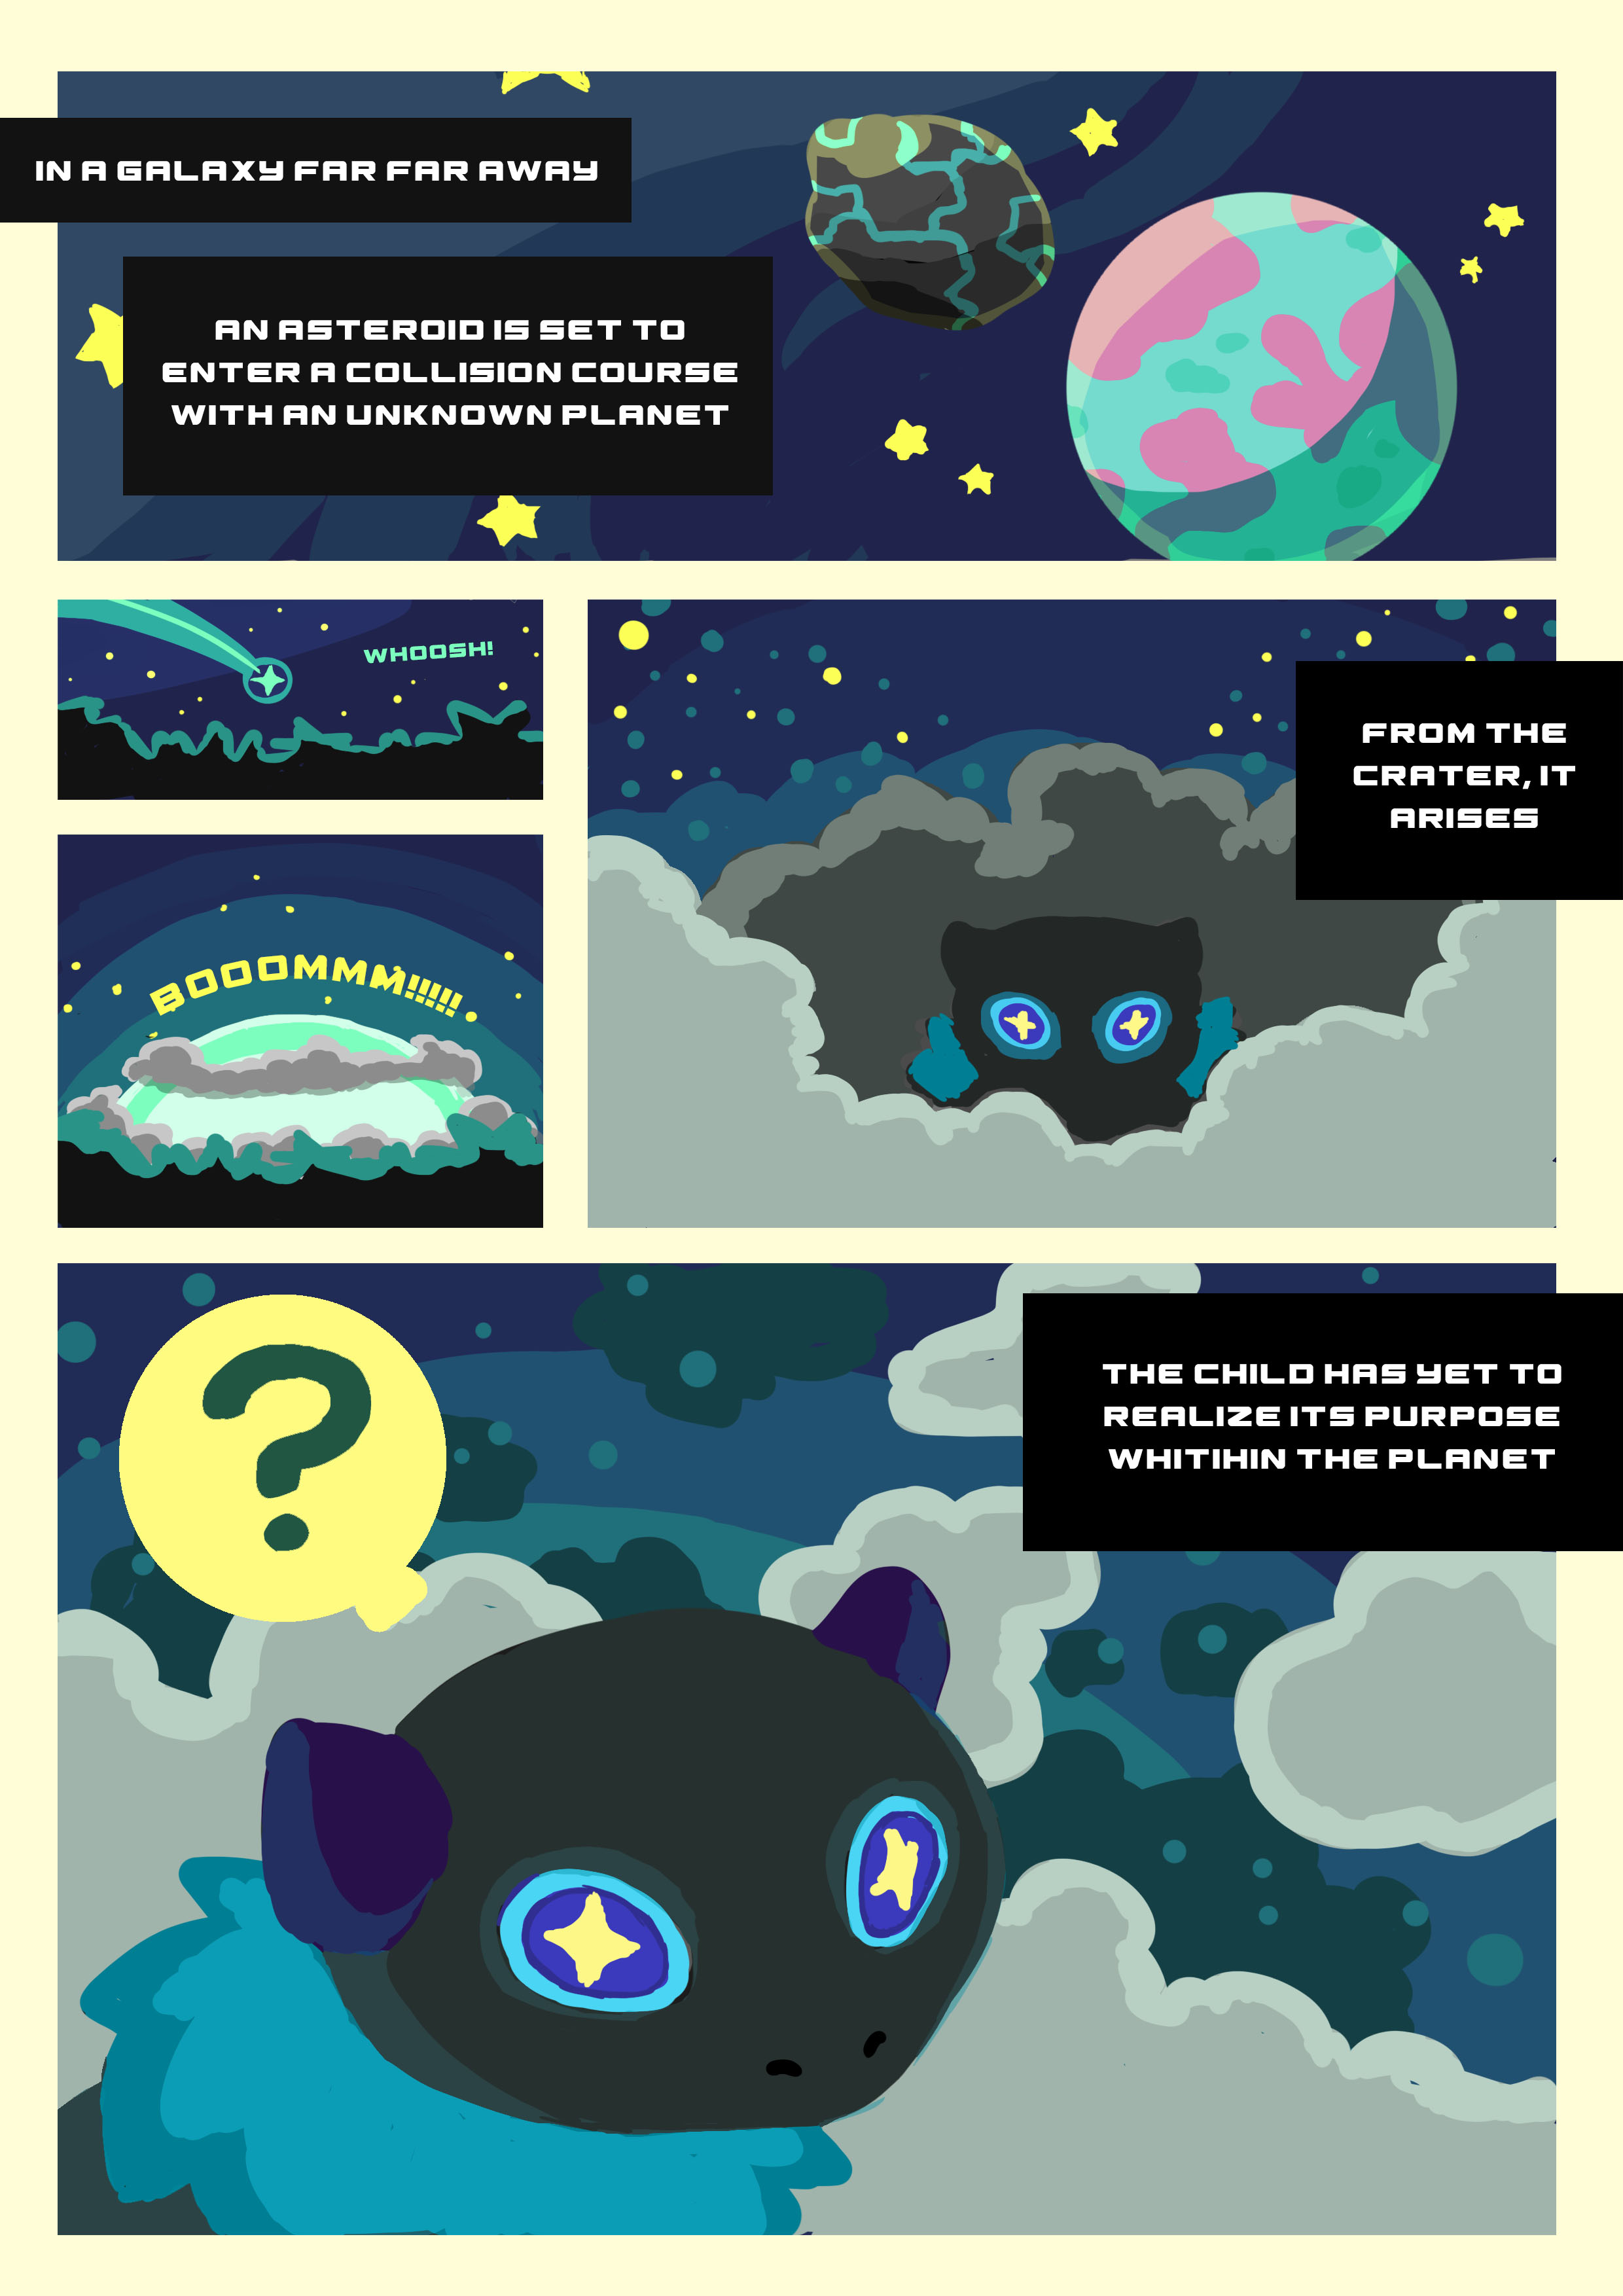 IN A GALAXY FAR FAR AWAY
AN ASTEROID IS SET TO
ENTER A COLLISION COURSE
WITH AN UNKNOWN PLANET
WHOOSH!
BOOOMMM!!!!!
FROM THE
CRATER, IT
ARISES
?
THE CHILD HAS YET TO
REALIZE ITS PURPOSE
WHITIHIN THE PLANET